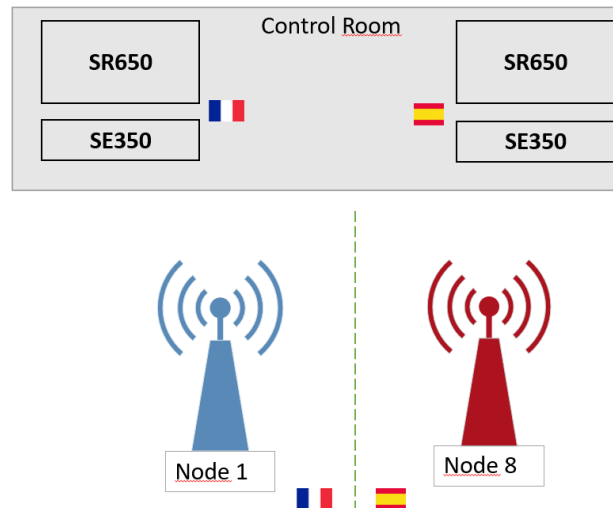 Control Room
SR650
SR650
SE350
SE350
Node 1
Node 8